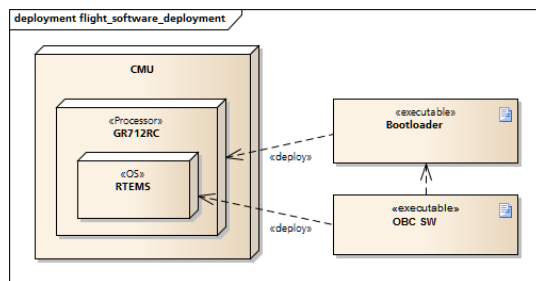 deployment flight_software_deployment
CMU
«Processor»
GR712RC
«OS»
RTEMS
«executable»
Bootloader
«deploy»
«executable»
OBC SW
«deploy»